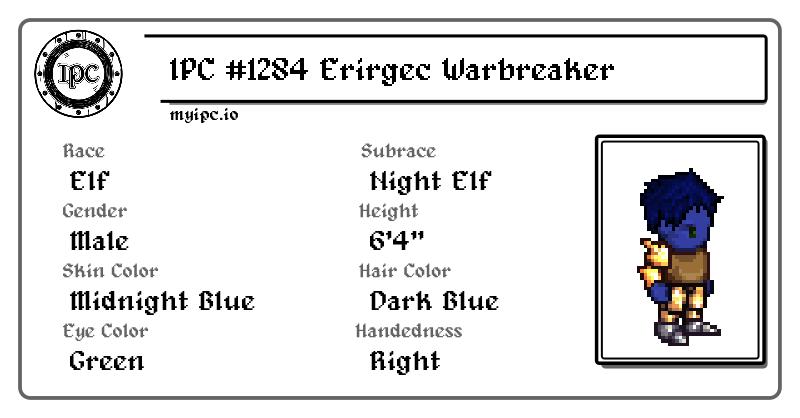 IPC
IPC #1284 Erirgec Warbreaker
myipc.io
Race
Elf
Subrace
Night Elf
Gender
Male
Height
6'4"
Skin Color
Midnight Blue
Hair Color
Dark Blue
Eye Color
Green
Handedness
Right